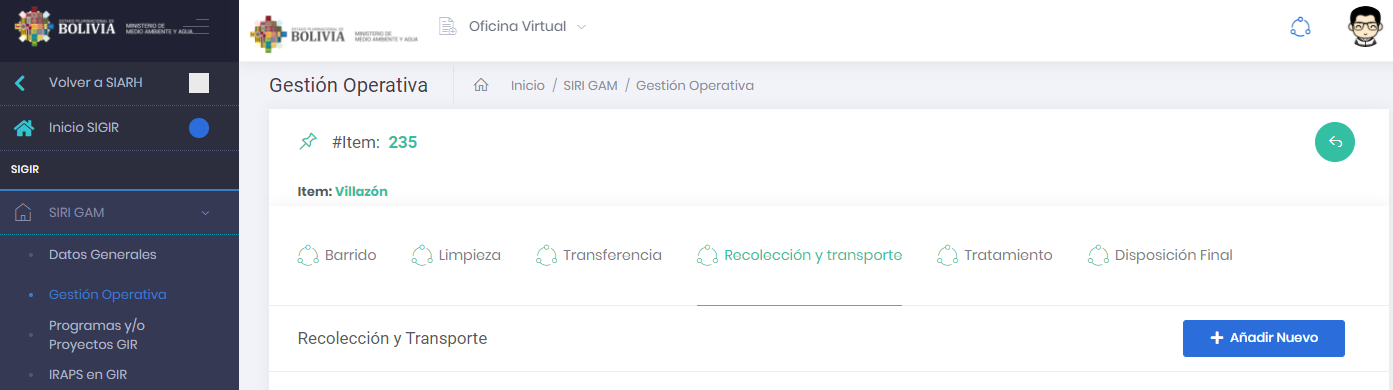 ESTADO PLURINACIONAL DE
BOLIVIA
MINISTERIO DE
MEDIO AMBIENTE Y AGUA
Volver a SIARH
Inicio SIGIR
SIGIR
SIRI GAM
Datos Generales
Gestión Operativa
Programas y/o
Proyectos GIR
IRAPS en GIR
ESTADO PLURINACIONAL DE
BOLIVIA
MINISTERIO DE
MEDIO AMBIENTE Y AGUA
Oficina Virtual
Gestión Operativa
Inicio / SIRI GAM / Gestión Operativa
#Item: 235
Item: Villazón
Barrido Limpieza Transferencia Recolección y transporte Tratamiento Disposición Final
Recolección y Transporte
+ Añadir Nuevo